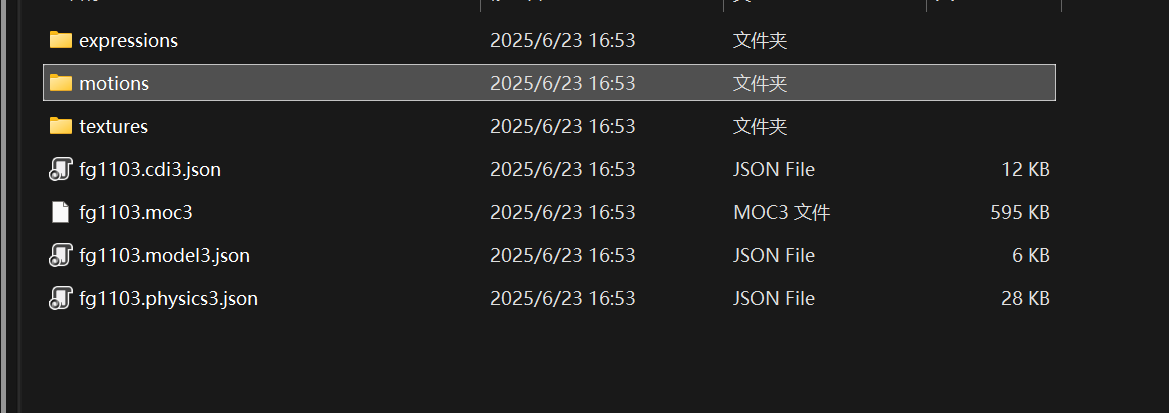 expressions 2025/6/23 16:53 文件夹
motions 2025/6/23 16:53 文件夹
textures 2025/6/23 16:53 文件夹
fg1103.cdi3.json 2025/6/23 16:53 JSON File 12 KB
fg1103.moc3 2025/6/23 16:53 MOC3 文件 595 KB
fg1103.model3.json 2025/6/23 16:53 JSON File 6 KB
fg1103.physics3.json 2025/6/23 16:53 JSON File 28 KB